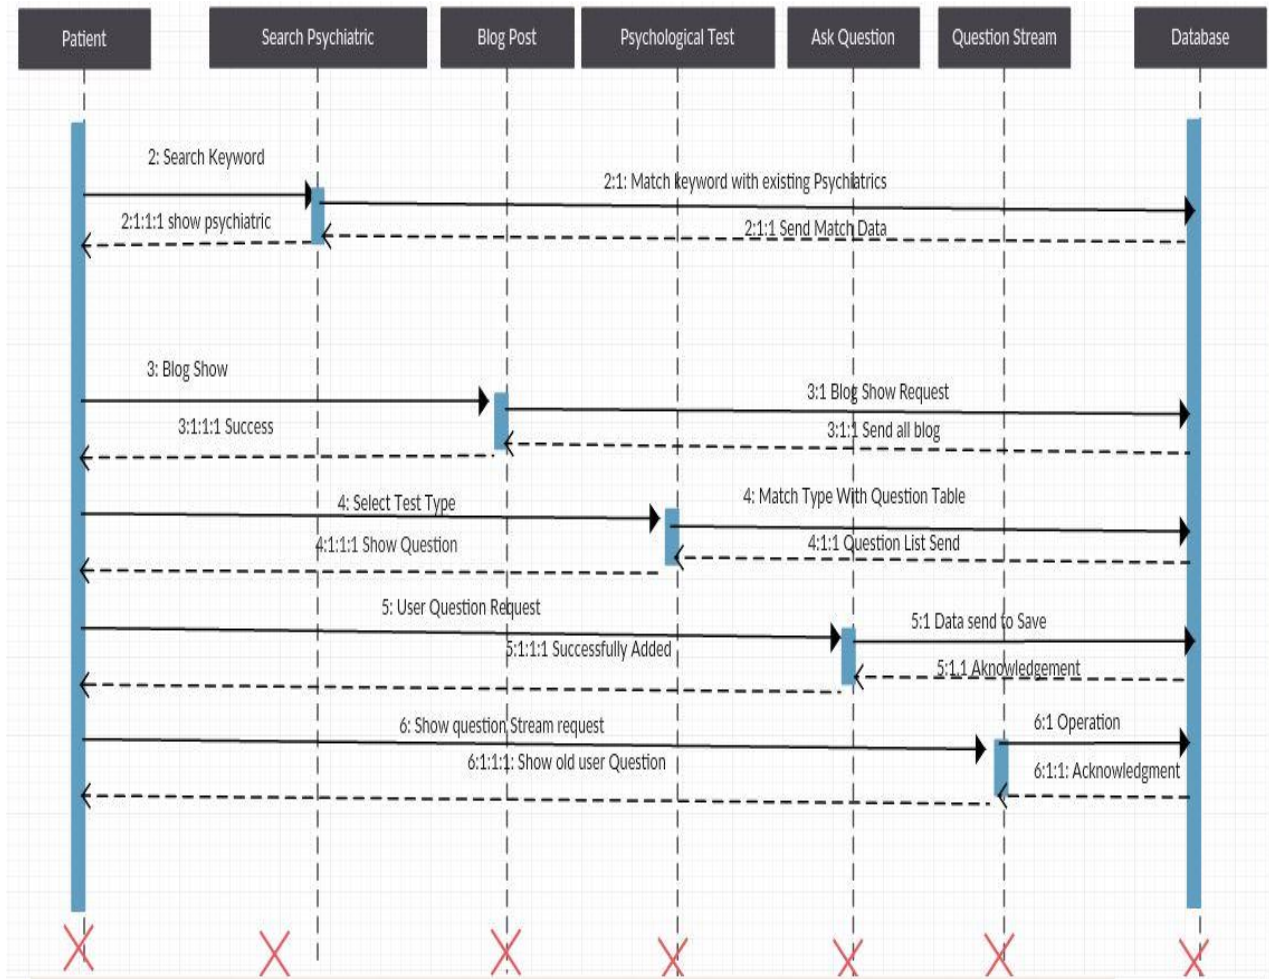 Patient
Search Psychiatric
Blog Post
Psychological Test
Ask Question
Question Stream
Database
2: Search Keyword
2:1: Match keyword with existing Psychiatrics
2:1:1:1 show psychiatric
2:1:1 Send Match Data
3: Blog Show
3:1 Blog Show Request
3:1:1:1 Success
3:1:1 Send all blog
4: Select Test Type
4: Match Type With Question Table
4:1:1:1 Show Question
4:1:1 Question List Send
5: User Question Request
5:1 Data send to Save
5:1:1:1 Successfully Added
5:1.1 Aknowledgement
6: Show question Stream request
6:1 Operation
6:1:1:1: Show old user Question
6:1:1: Acknowledgment